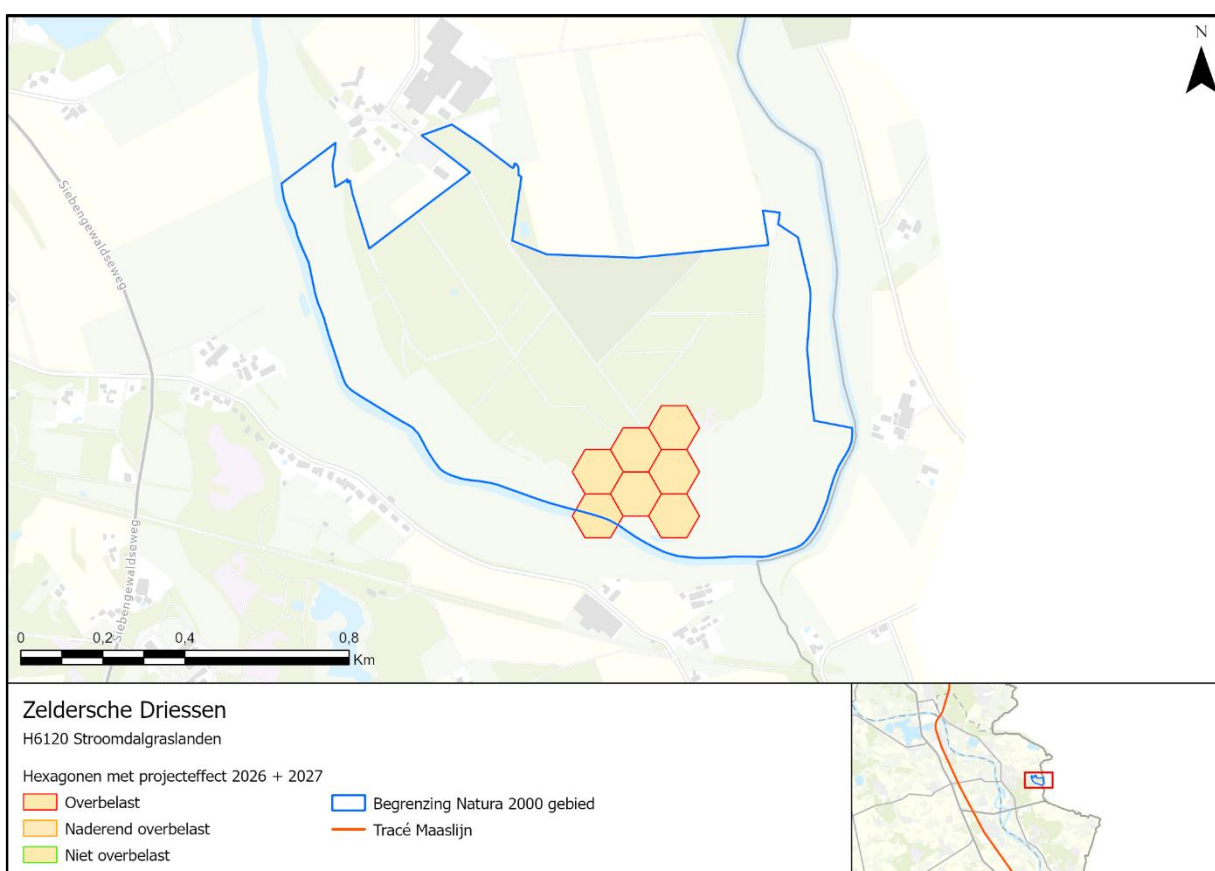 N
Siebengewaldseweg
Siebengewaldseweg
0 0,2 0,4 0,8
Km
Zeldersche Driessen
H6120 Stroomdalgraslanden
Hexagonen met projecteffect 2026 + 2027
Overbelast
Naderend overbelast
Niet overbelast
Begrenzing Natura 2000 gebied
Tracé Maaslijn